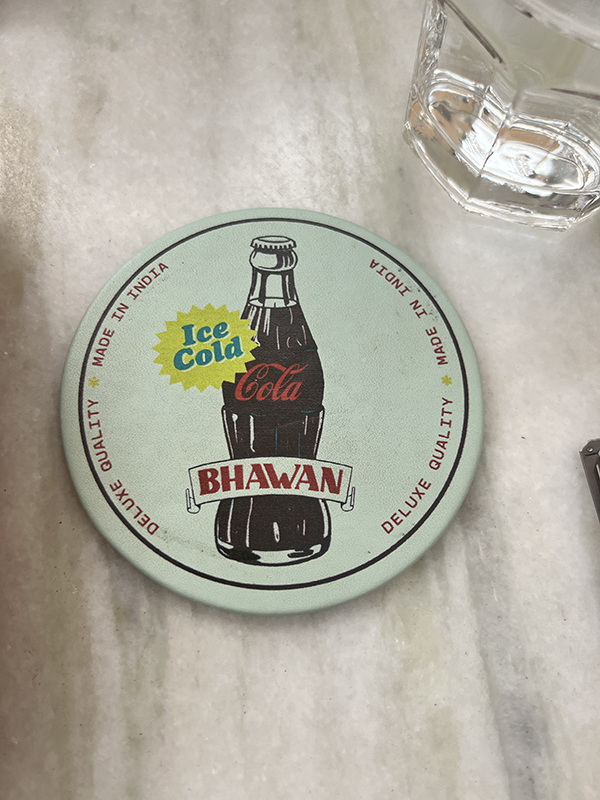 Ice
Cold
Cola
BHAWAN
DELUXE QUALITY * MADE IN INDIA
DELUXE QUALITY * MADE IN INDIA